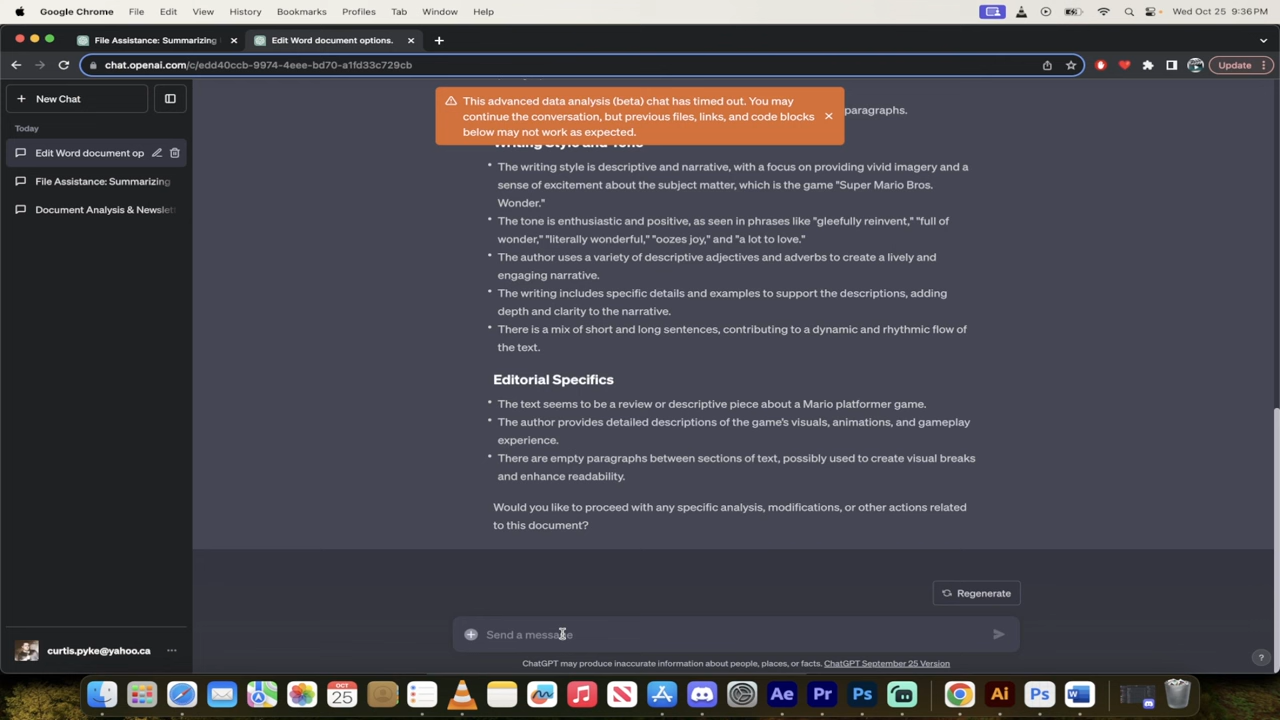 Google Chrome File Edit View History Bookmarks Profiles Tab Window Help Wed Oct 25 9:36 PM
File Assistance: Summarizing
Edit Word document options.
chat.openai.com/c/edd40ccb-9974-4eee-bd70-a1fd33c729cb
Update
New Chat
Today
Edit Word document op
File Assistance: Summarizing
Document Analysis & Newslet
curtis.pyke@yahoo.ca
This advanced data analysis (beta) chat has timed out. You may
continue the conversation, but previous files, links, and code blocks
below may not work as expected.
paragraphs.
Writing Style and Tone
• The writing style is descriptive and narrative, with a focus on providing vivid imagery and a
sense of excitement about the subject matter, which is the game "Super Mario Bros.
Wonder."
• The tone is enthusiastic and positive, as seen in phrases like "gleefully reinvent," "full of
wonder," "literally wonderful," "oozes joy," and "a lot to love."
• The author uses a variety of descriptive adjectives and adverbs to create a lively and
engaging narrative.
• The writing includes specific details and examples to support the descriptions, adding
depth and clarity to the narrative.
• There is a mix of short and long sentences, contributing to a dynamic and rhythmic flow of
the text.
Editorial Specifics
• The text seems to be a review or descriptive piece about a Mario platformer game.
• The author provides detailed descriptions of the game's visuals, animations, and gameplay
experience.
• There are empty paragraphs between sections of text, possibly used to create visual breaks
and enhance readability.
Would you like to proceed with any specific analysis, modifications, or other actions related
to this document?
Regenerate
Send a message
ChatGPT may produce inaccurate information about people, places, or facts. ChatGPT September 25 Version
?
OCT
25
Ae
Pr
Ps
Ai
Ps
W